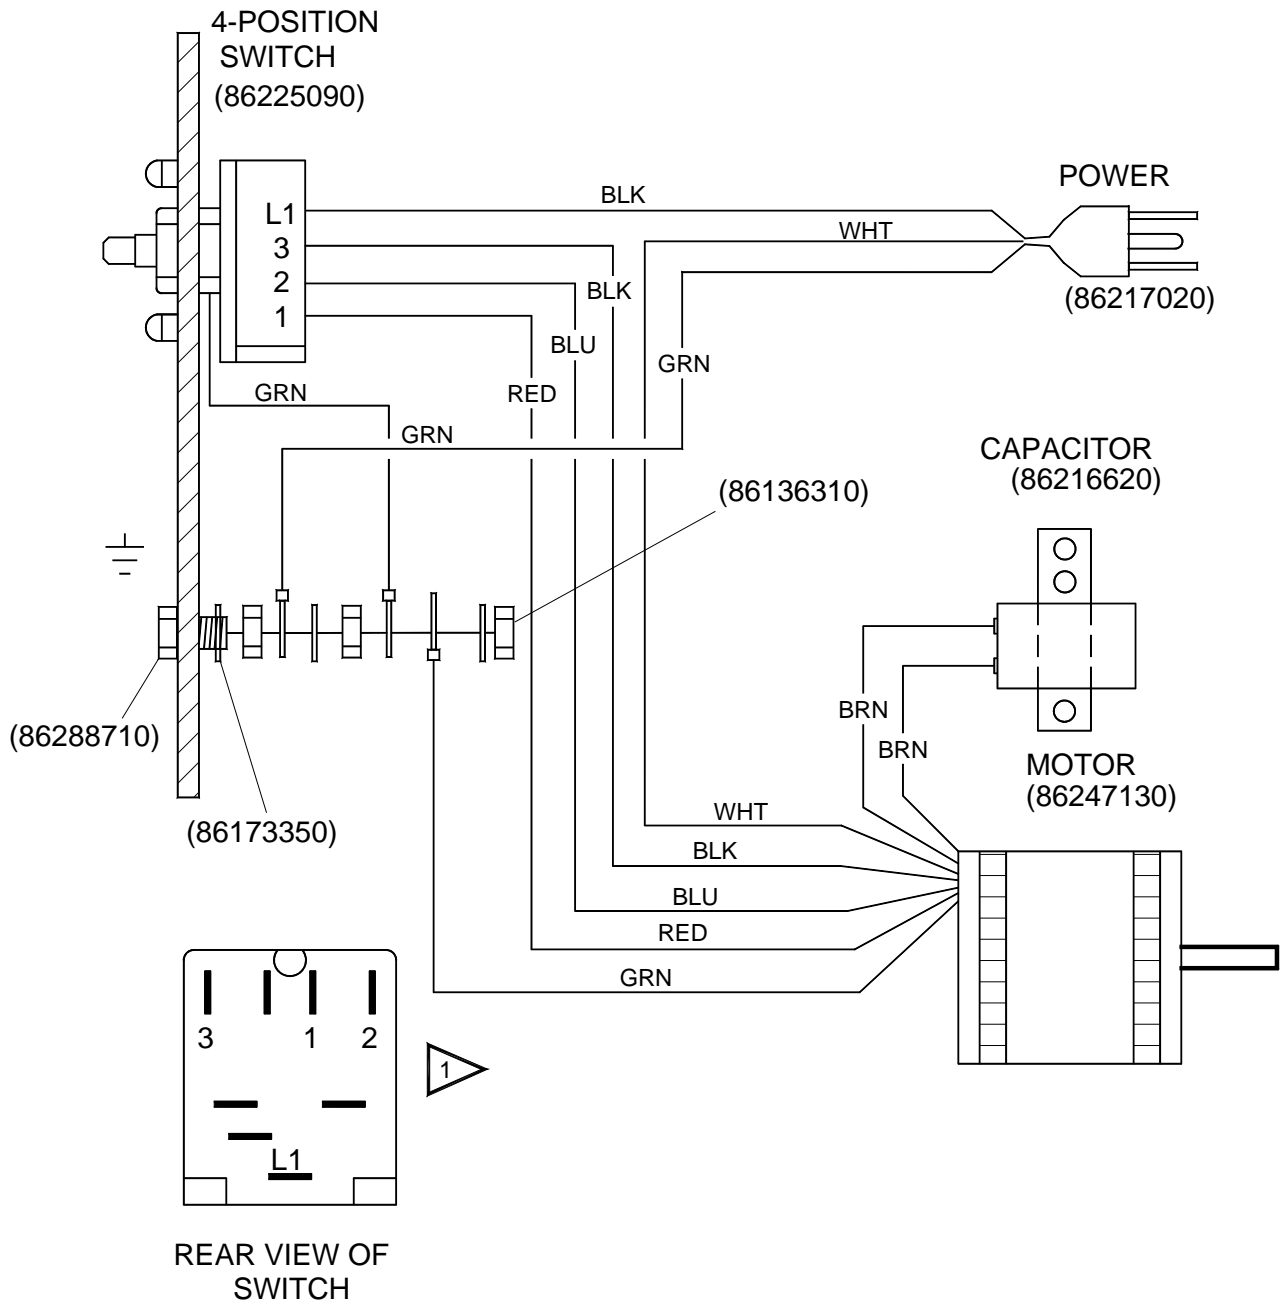 4-POSITION
SWITCH
(86225090)
L1
3
2
1
BLK
WHT
POWER
(86217020)
BLK
BLU
GRN
RED
GRN
GRN
CAPACITOR
(86216620)
(86136310)
(86288710)
(86173350)
BRN
BRN
MOTOR
(86247130)
WHT
BLK
BLU
RED
GRN
3 1 2
1
L1
REAR VIEW OF
SWITCH